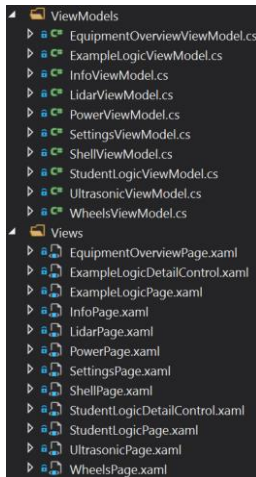 ViewModels
C# EquipmentOverviewViewModel.cs
C# ExampleLogicViewModel.cs
C# InfoViewModel.cs
C# LidarViewModel.cs
C# PowerViewModel.cs
C# SettingsViewModel.cs
C# ShellViewModel.cs
C# StudentLogicViewModel.cs
C# UltrasonicViewModel.cs
C# WheelsViewModel.cs
Views
EquipmentOverviewPage.xaml
ExampleLogicDetailControl.xaml
ExampleLogicPage.xaml
InfoPage.xaml
LidarPage.xaml
PowerPage.xaml
SettingsPage.xaml
ShellPage.xaml
StudentLogicDetailControl.xaml
StudentLogicPage.xaml
UltrasonicPage.xaml
WheelsPage.xaml